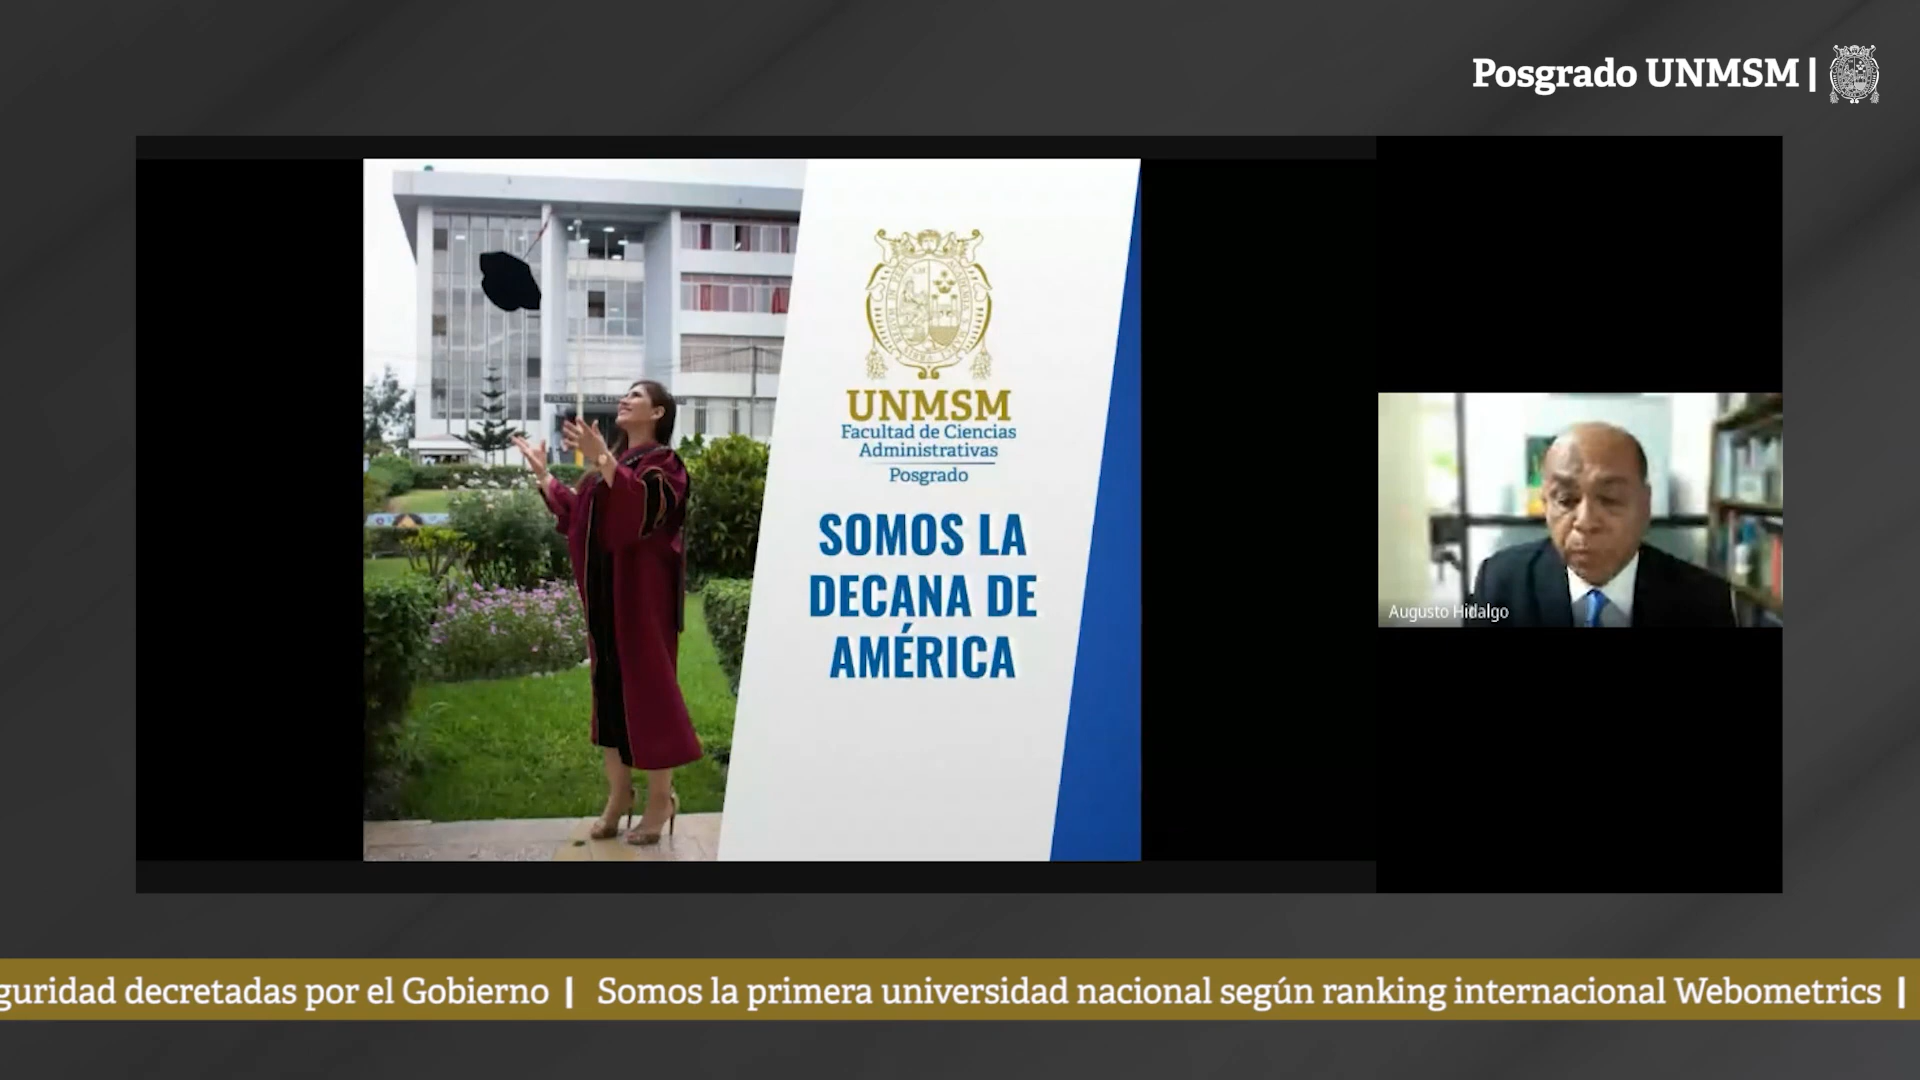 Posgrado UNMSM |
UNMSM
Facultad de Ciencias
Administrativas
Posgrado
SOMOS LA
DECANA DE
AMÉRICA
Augusto Hidalgo
guridad decretadas por el Gobierno | Somos la primera universidad nacional según ranking internacional Webometrics |